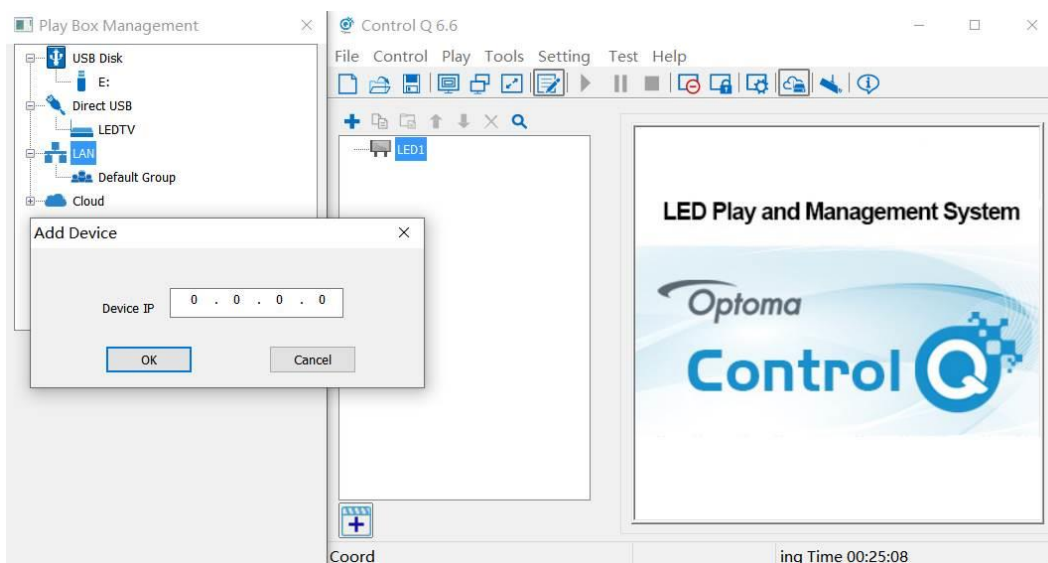 Play Box Management
USB Disk
E:
Direct USB
LEDTV
LAN
Default Group
Cloud
Add Device
Device IP 0 . 0 . 0 . 0
OK Cancel
Control Q 6.6
File Control Play Tools Setting Test Help
LED1
LED Play and Management System
Optoma
Control Q
Coord
ing Time 00:25:08